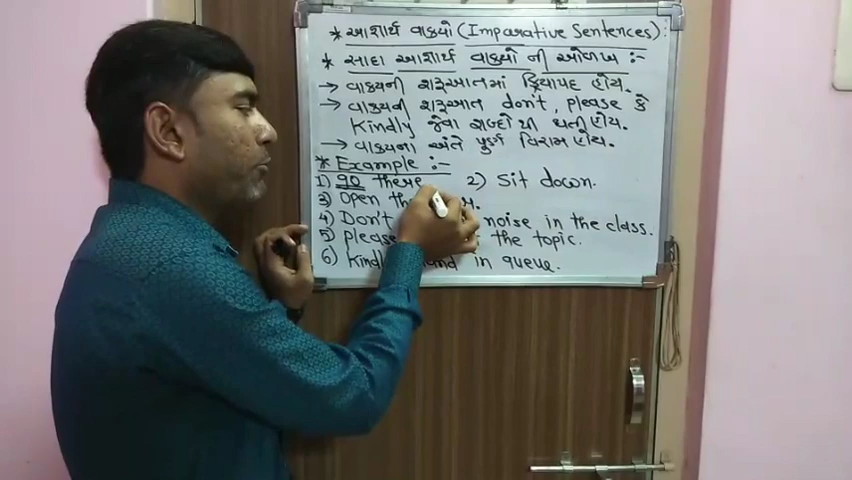 * આજ્ઞાર્થ વાક્યો (Imparative Sentences):
* સાદા આજ્ઞાર્થ વાક્યો ની ઓળખ :-
→ વાક્યની શરૂઆતમાં ક્રિયાપદ હોય.
→ વાક્યની શરૂઆત don't, please કે
Kindly જેવા શબ્દો થી થતી હોય.
→ વાક્યના અંતે પુર્ણ વિરામ હોય.
* Example :-
1) go there 2) Sit down.
3) Open
4) Don't noise in the class.
5) the topic.
6) in queue.